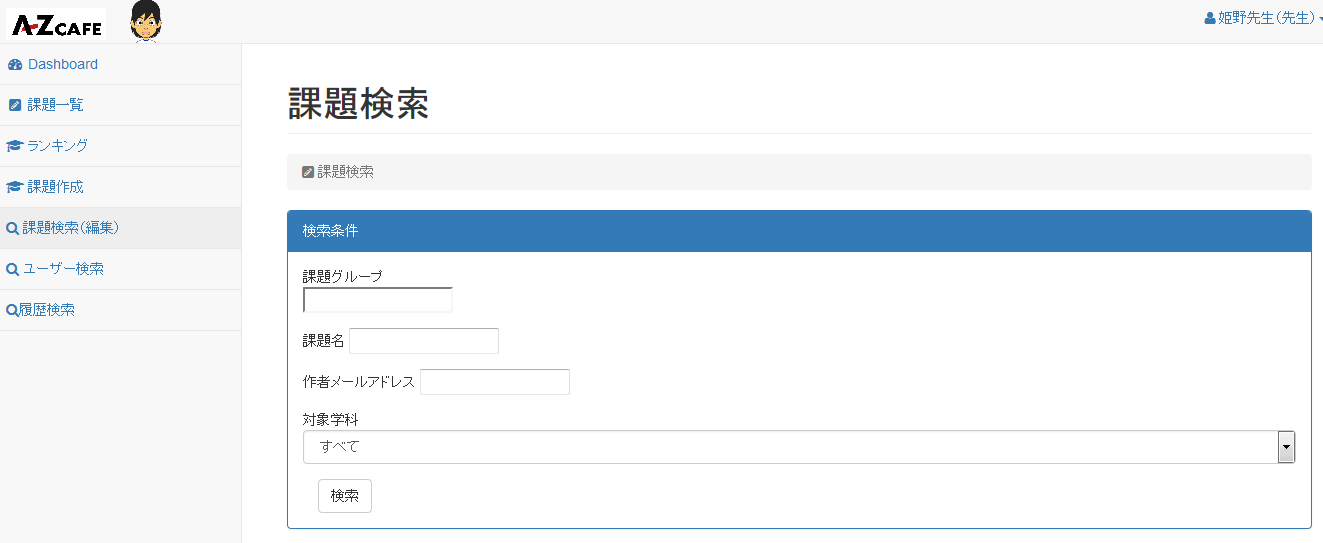 A-Z CAFE
姫野先生(先生)
Dashboard
課題一覧
ランキング
課題作成
課題検索(編集)
ユーザー検索
履歴検索
課題検索
課題検索
検索条件
課題グループ
課題名
作者メールアドレス
対象学科
すべて
検索